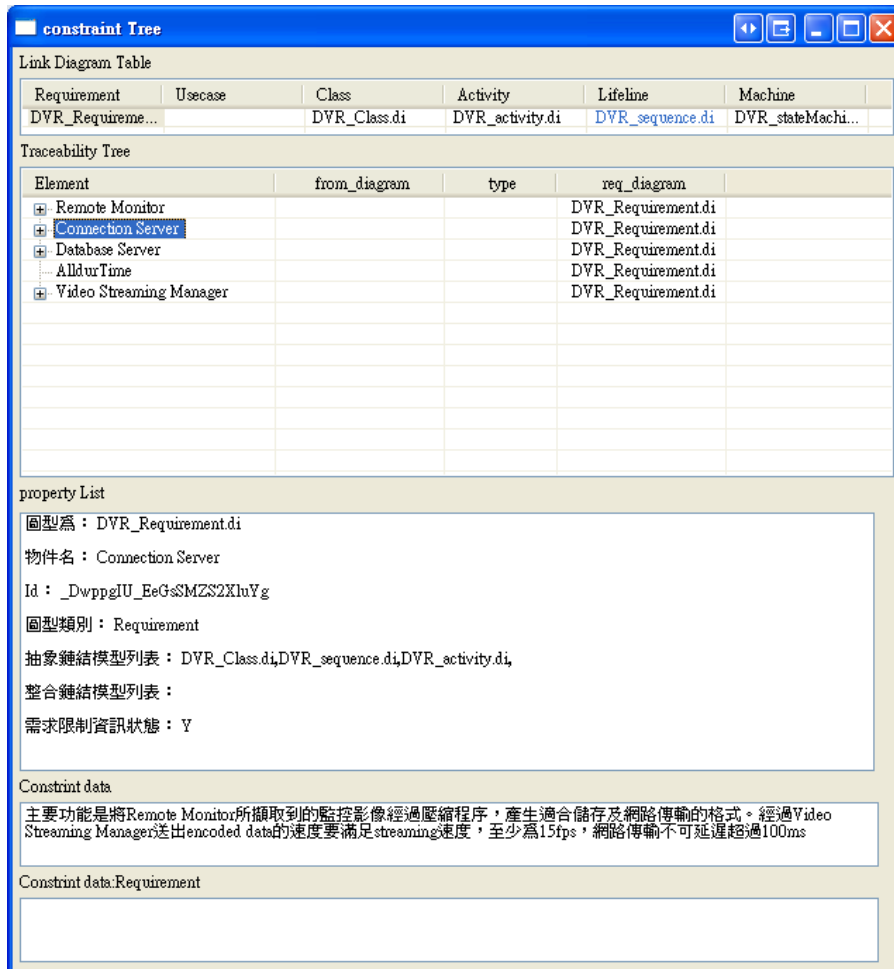 constraint Tree
Link Diagram Table
Requirement Usecase Class Activity Lifeline Machine
DVR_Requireme... DVR_Class.di DVR_activity.di DVR_sequence.di DVR_stateMachi...
Traceability Tree
Element from_diagram type req_diagram
Remote Monitor DVR_Requirement.di
Connection Server DVR_Requirement.di
Database Server DVR_Requirement.di
AlldurTime DVR_Requirement.di
Video Streaming Manager DVR_Requirement.di
property List
圖型為：DVR_Requirement.di
物件名：Connection Server
Id：_DwppgIU_EeGsSMZS2XluYg
圖型類別：Requirement
抽象鏈結模型列表：DVR_Class.di,DVR_sequence.di,DVR_activity.di,
整合鏈結模型列表：
需求限制資訊狀態：Y
Constrint data
主要功能是將Remote Monitor所擷取到的監控影像經過壓縮程序，產生適合儲存及網路傳輸的格式。經過Video
Streaming Manager送出encoded data的速度要滿足streaming速度，至少為15fps，網路傳輸不可延遲超過100ms
Constrint data:Requirement